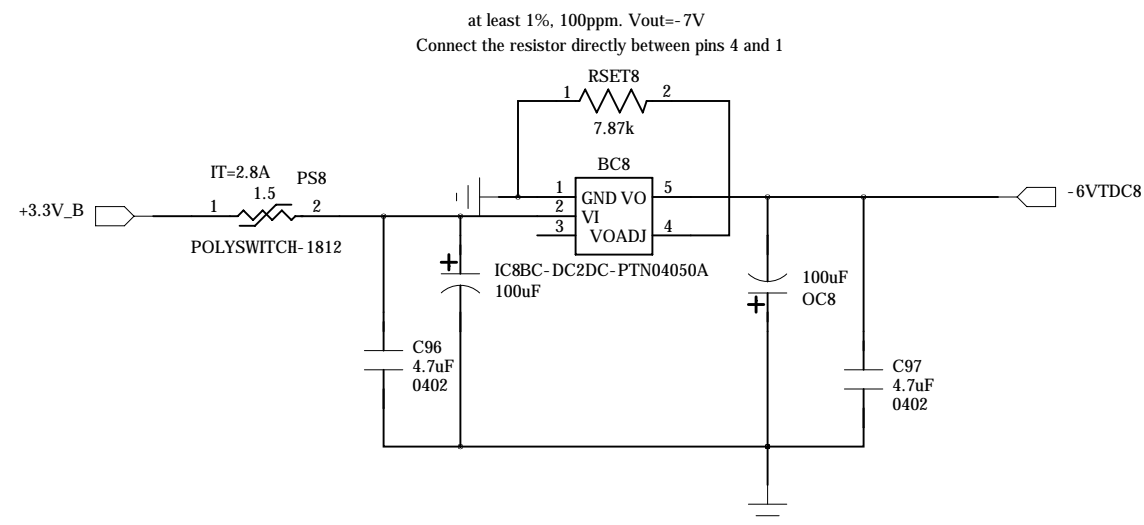 at least 1%, 100ppm. Vout=-7V
Connect the resistor directly between pins 4 and 1
RSET8
1 2
7.87k
BC8
IT=2.8A
1.5 PS8
1 2
+3.3V_B
POLYSWITCH-1812
1 GND VO 5
2 VI
3 VOADJ 4
-6VTDC8
IC8BC-DC2DC-PTN04050A
100uF
100uF
OC8
C96
4.7uF
0402
C97
4.7uF
0402